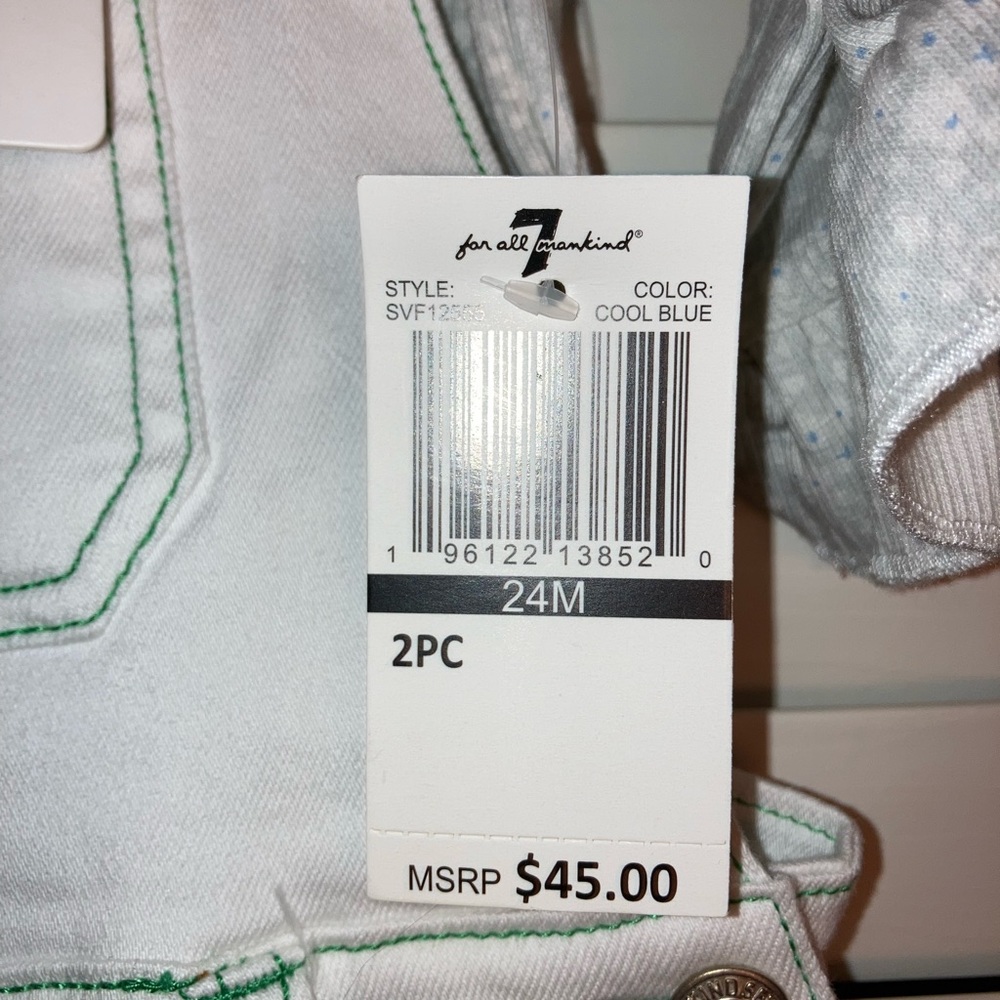 7
for all mankind®
STYLE: COLOR:
COOL BLUE
1 96122 13852 0
24M
2PC
MSRP $45.00